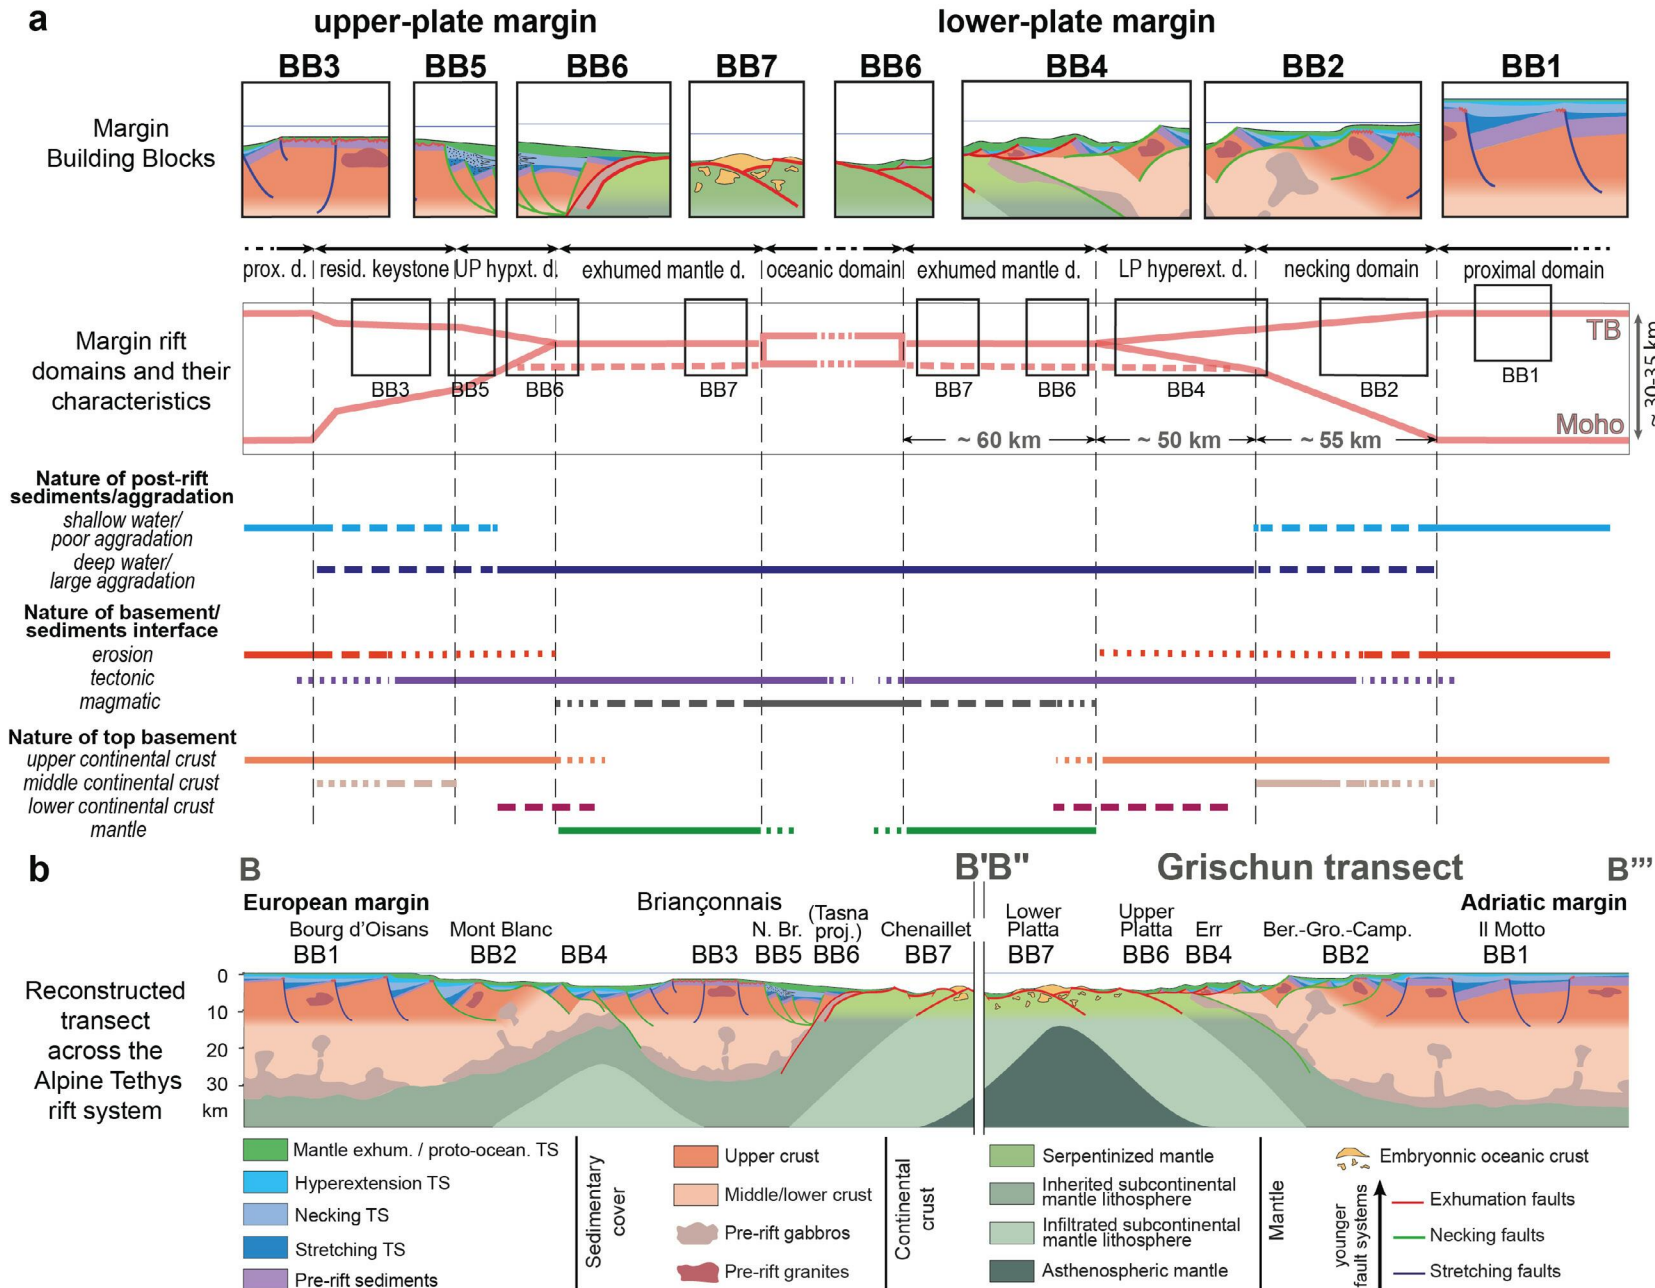 a
upper-plate margin
lower-plate margin
BB3 BB5 BB6 BB7 BB6 BB4 BB2 BB1
Margin
Building Blocks
prox. d. resid. keystone UP hypxt. d. exhumed mantle d. oceanic domain exhumed mantle d. LP hyperext. d. necking domain proximal domain
Margin rift
domains and their
characteristics
TB
Moho
~ 30-35 km
BB3 BB5 BB6 BB7 BB7 BB6 BB4 BB2 BB1
~ 60 km ~ 50 km ~ 55 km
Nature of post-rift
sediments/aggradation
shallow water/
poor aggradation
deep water/
large aggradation
Nature of basement/
sediments interface
erosion
tectonic
magmatic
Nature of top basement
upper continental crust
middle continental crust
lower continental crust
mantle
b
B B'B" Grischun transect B"'
European margin Briançonnais Adriatic margin
Bourg d'Oisans
BB1
Mont Blanc
BB2
BB4
BB3
N. Br.
BB5
(Tasna
proj.)
BB6
Chenaillet
BB7
Lower
Platta
BB7
Upper
Platta
BB6
Err
BB4
Ber.-Gro.-Camp.
BB2
Il Motto
BB1
Reconstructed
transect
across the
Alpine Tethys
rift system
0
10
20
30
km
Mantle exhum. / proto-ocean. TS
Hyperextension TS
Necking TS
Stretching TS
Pre-rift sediments
Sedimentary
cover
Upper crust
Middle/lower crust
Pre-rift gabbros
Pre-rift granites
Continental
crust
Serpentinized mantle
Inherited subcontinental
mantle lithosphere
Infiltrated subcontinental
mantle lithosphere
Asthenospheric mantle
Mantle
Embryonnic oceanic crust
younger
fault systems
Exhumation faults
Necking faults
Stretching faults